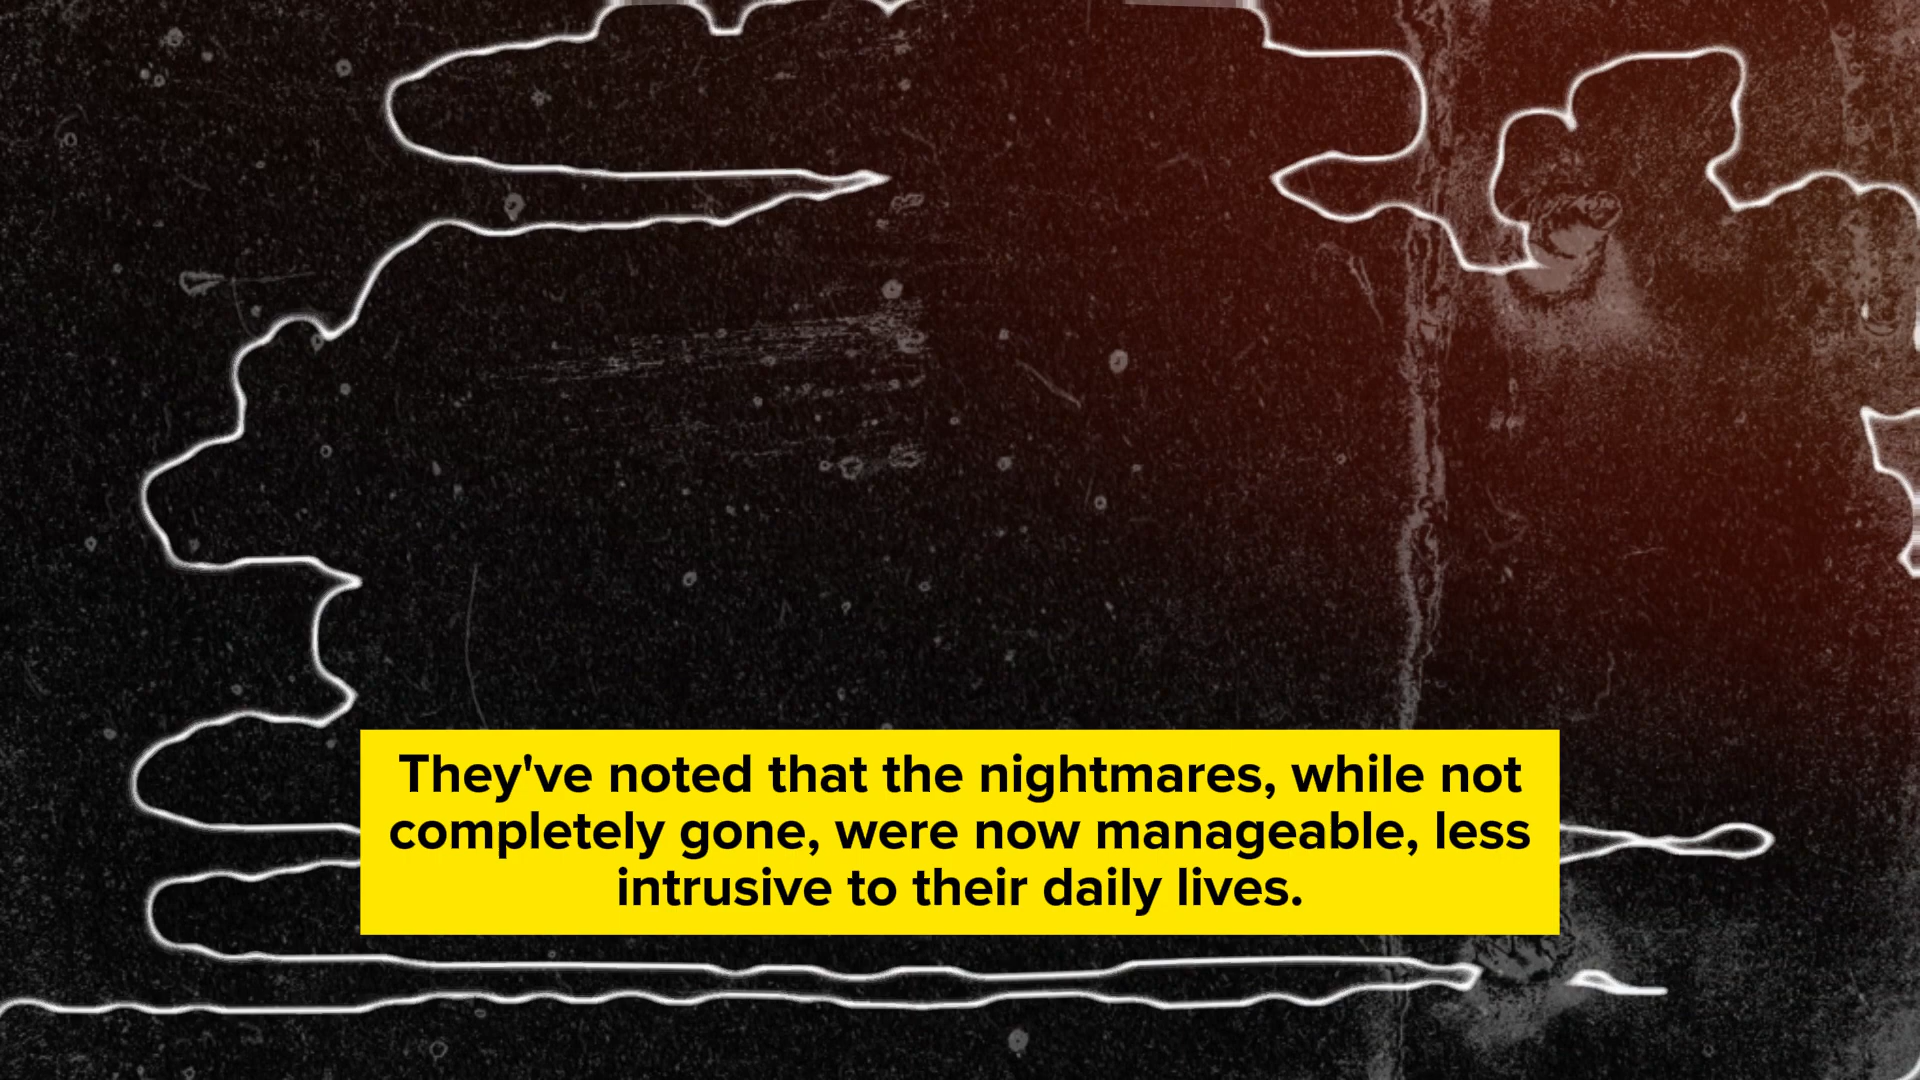 They've noted that the nightmares, while not
completely gone, were now manageable, less
intrusive to their daily lives.